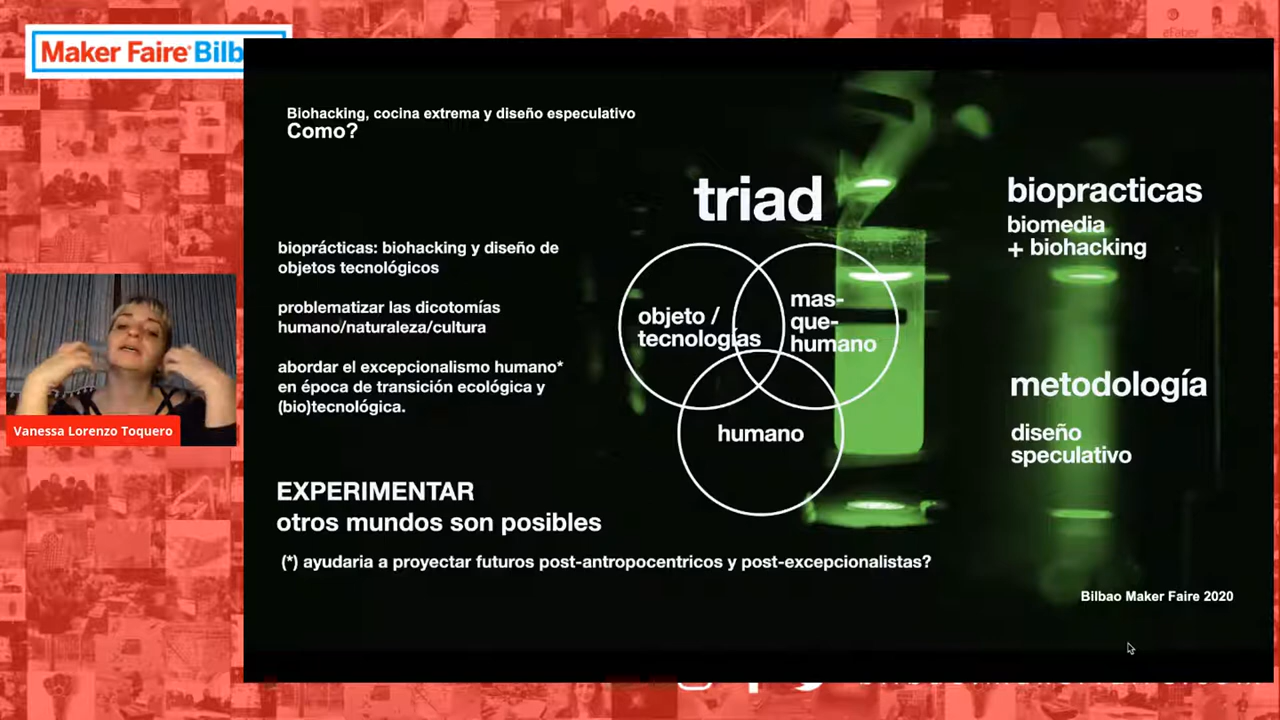 Maker Faire Bilb
eFaber
Biohacking, cocina extrema y diseño especulativo
Como?
triad
bioprácticas: biohacking y diseño de
objetos tecnológicos
problematizar las dicotomías
humano/naturaleza/cultura
abordar el excepcionalismo humano*
en época de transición ecológica y
(bio)tecnológica.
objeto /
tecnologías
mas-
que-
humano
humano
biopracticas
biomedia
+ biohacking
metodología
diseño
speculativo
Vanessa Lorenzo Toquero
EXPERIMENTAR
otros mundos son posibles
(*) ayudaria a proyectar futuros post-antropocentricos y post-excepcionalistas?
Bilbao Maker Faire 2020